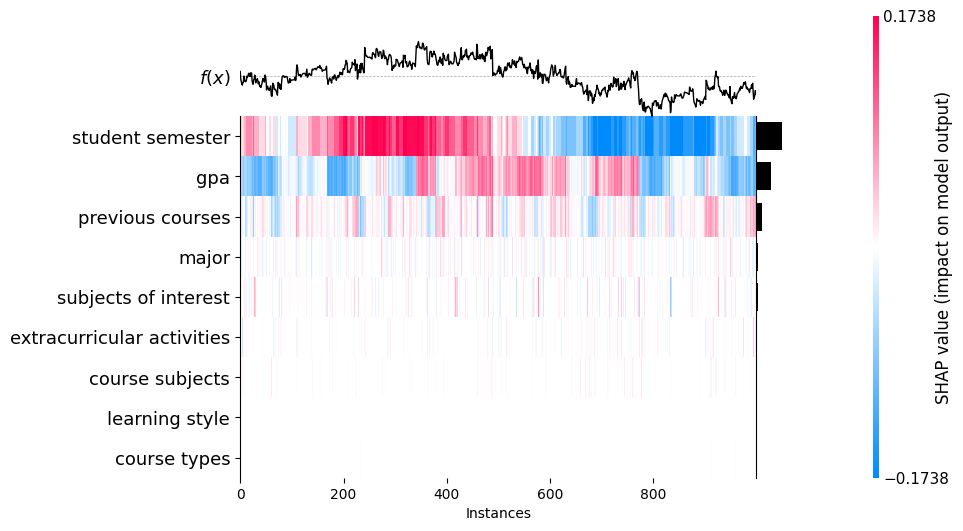 0.1738
f(x)
student semester
gpa
previous courses
major
subjects of interest
extracurricular activities
course subjects
learning style
course types
0 200 400 600 800
Instances
−0.1738
SHAP value (impact on model output)